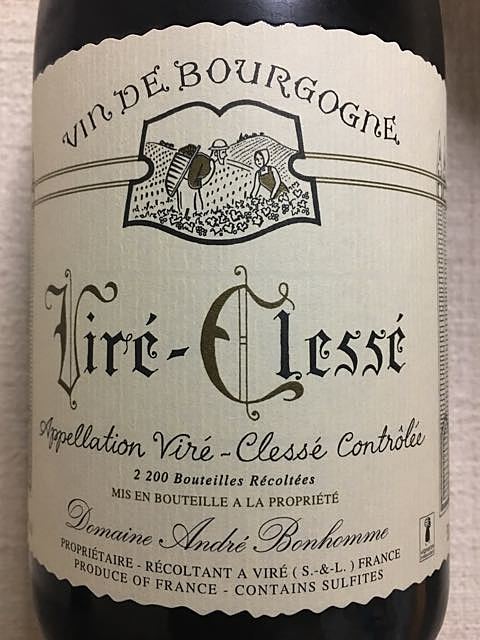 VIN DE BOURGOGNE
Viré-Clessé
Appellation Viré-Clessé Contrôlée
2 200 Bouteilles Récoltées
MIS EN BOUTEILLE A LA PROPRIÉTÉ
Domaine André Bonhomme
PROPRIÉTAIRE - RÉCOLTANT A VIRÉ ( S.-&-L. ) FRANCE
PRODUCE OF FRANCE - CONTAINS SULFITES